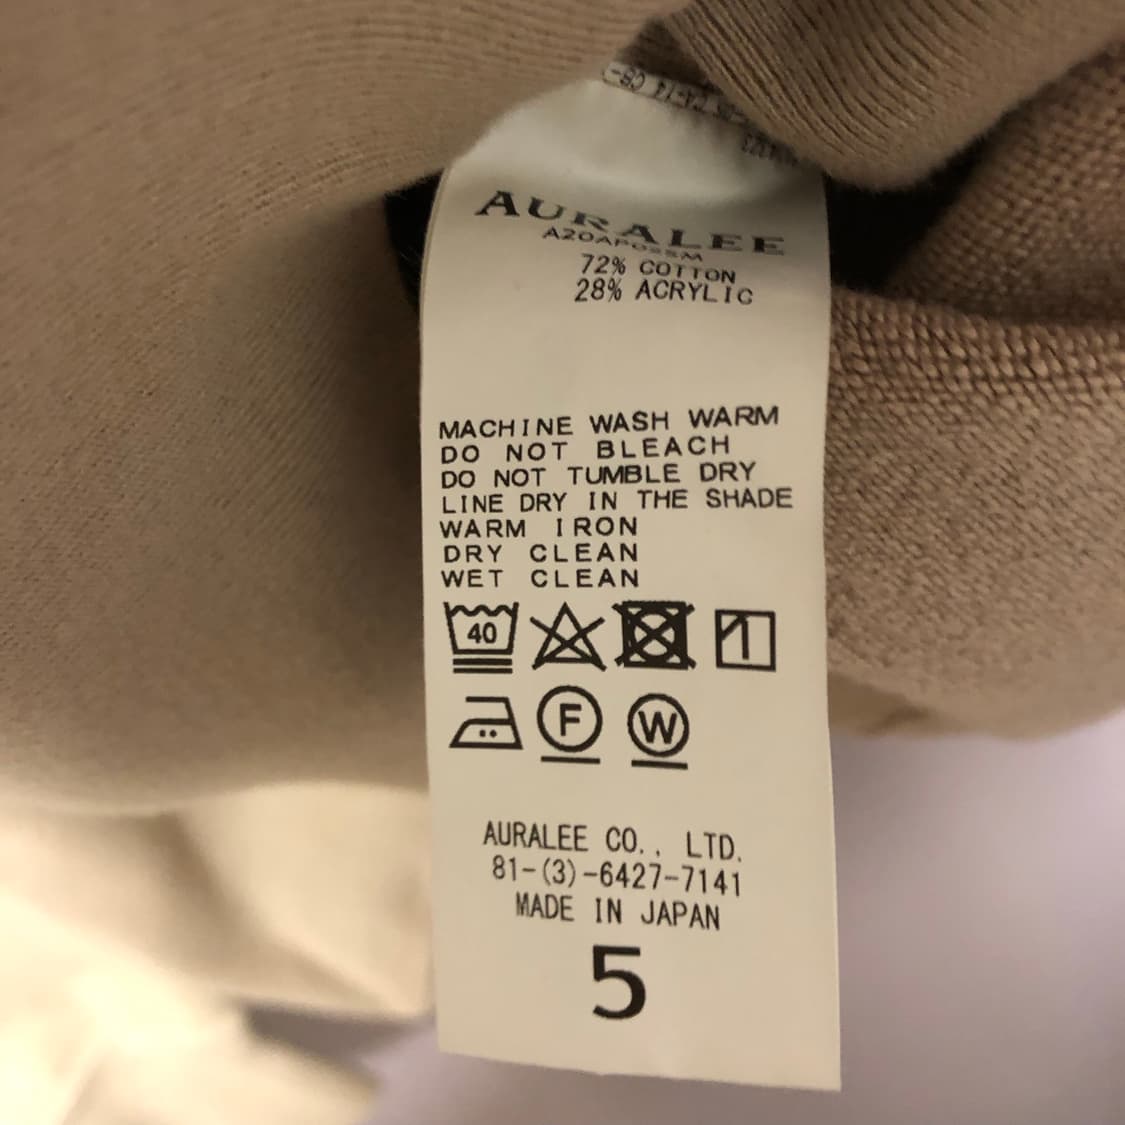 AURALEE
72% COTTON
28% ACRYLIC
MACHINE WASH WARM
DO NOT BLEACH
DO NOT TUMBLE DRY
LINE DRY IN THE SHADE
WARM IRON
DRY CLEAN
WET CLEAN
40
F W
AURALEE CO., LTD.
81-(3)-6427-7141
MADE IN JAPAN
5